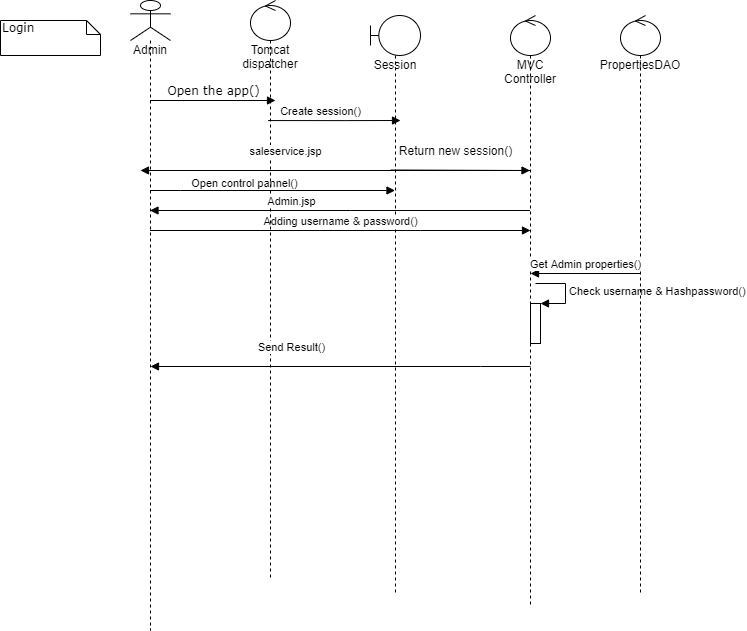 Login
Admin
Tomcat
dispatcher
Session
MVC
Controller
PropertiesDAO
Open the app()
Create session()
saleservice.jsp
Return new session()
Open control pannel()
Admin.jsp
Adding username & password()
Get Admin properties()
Check username & Hashpassword()
Send Result()